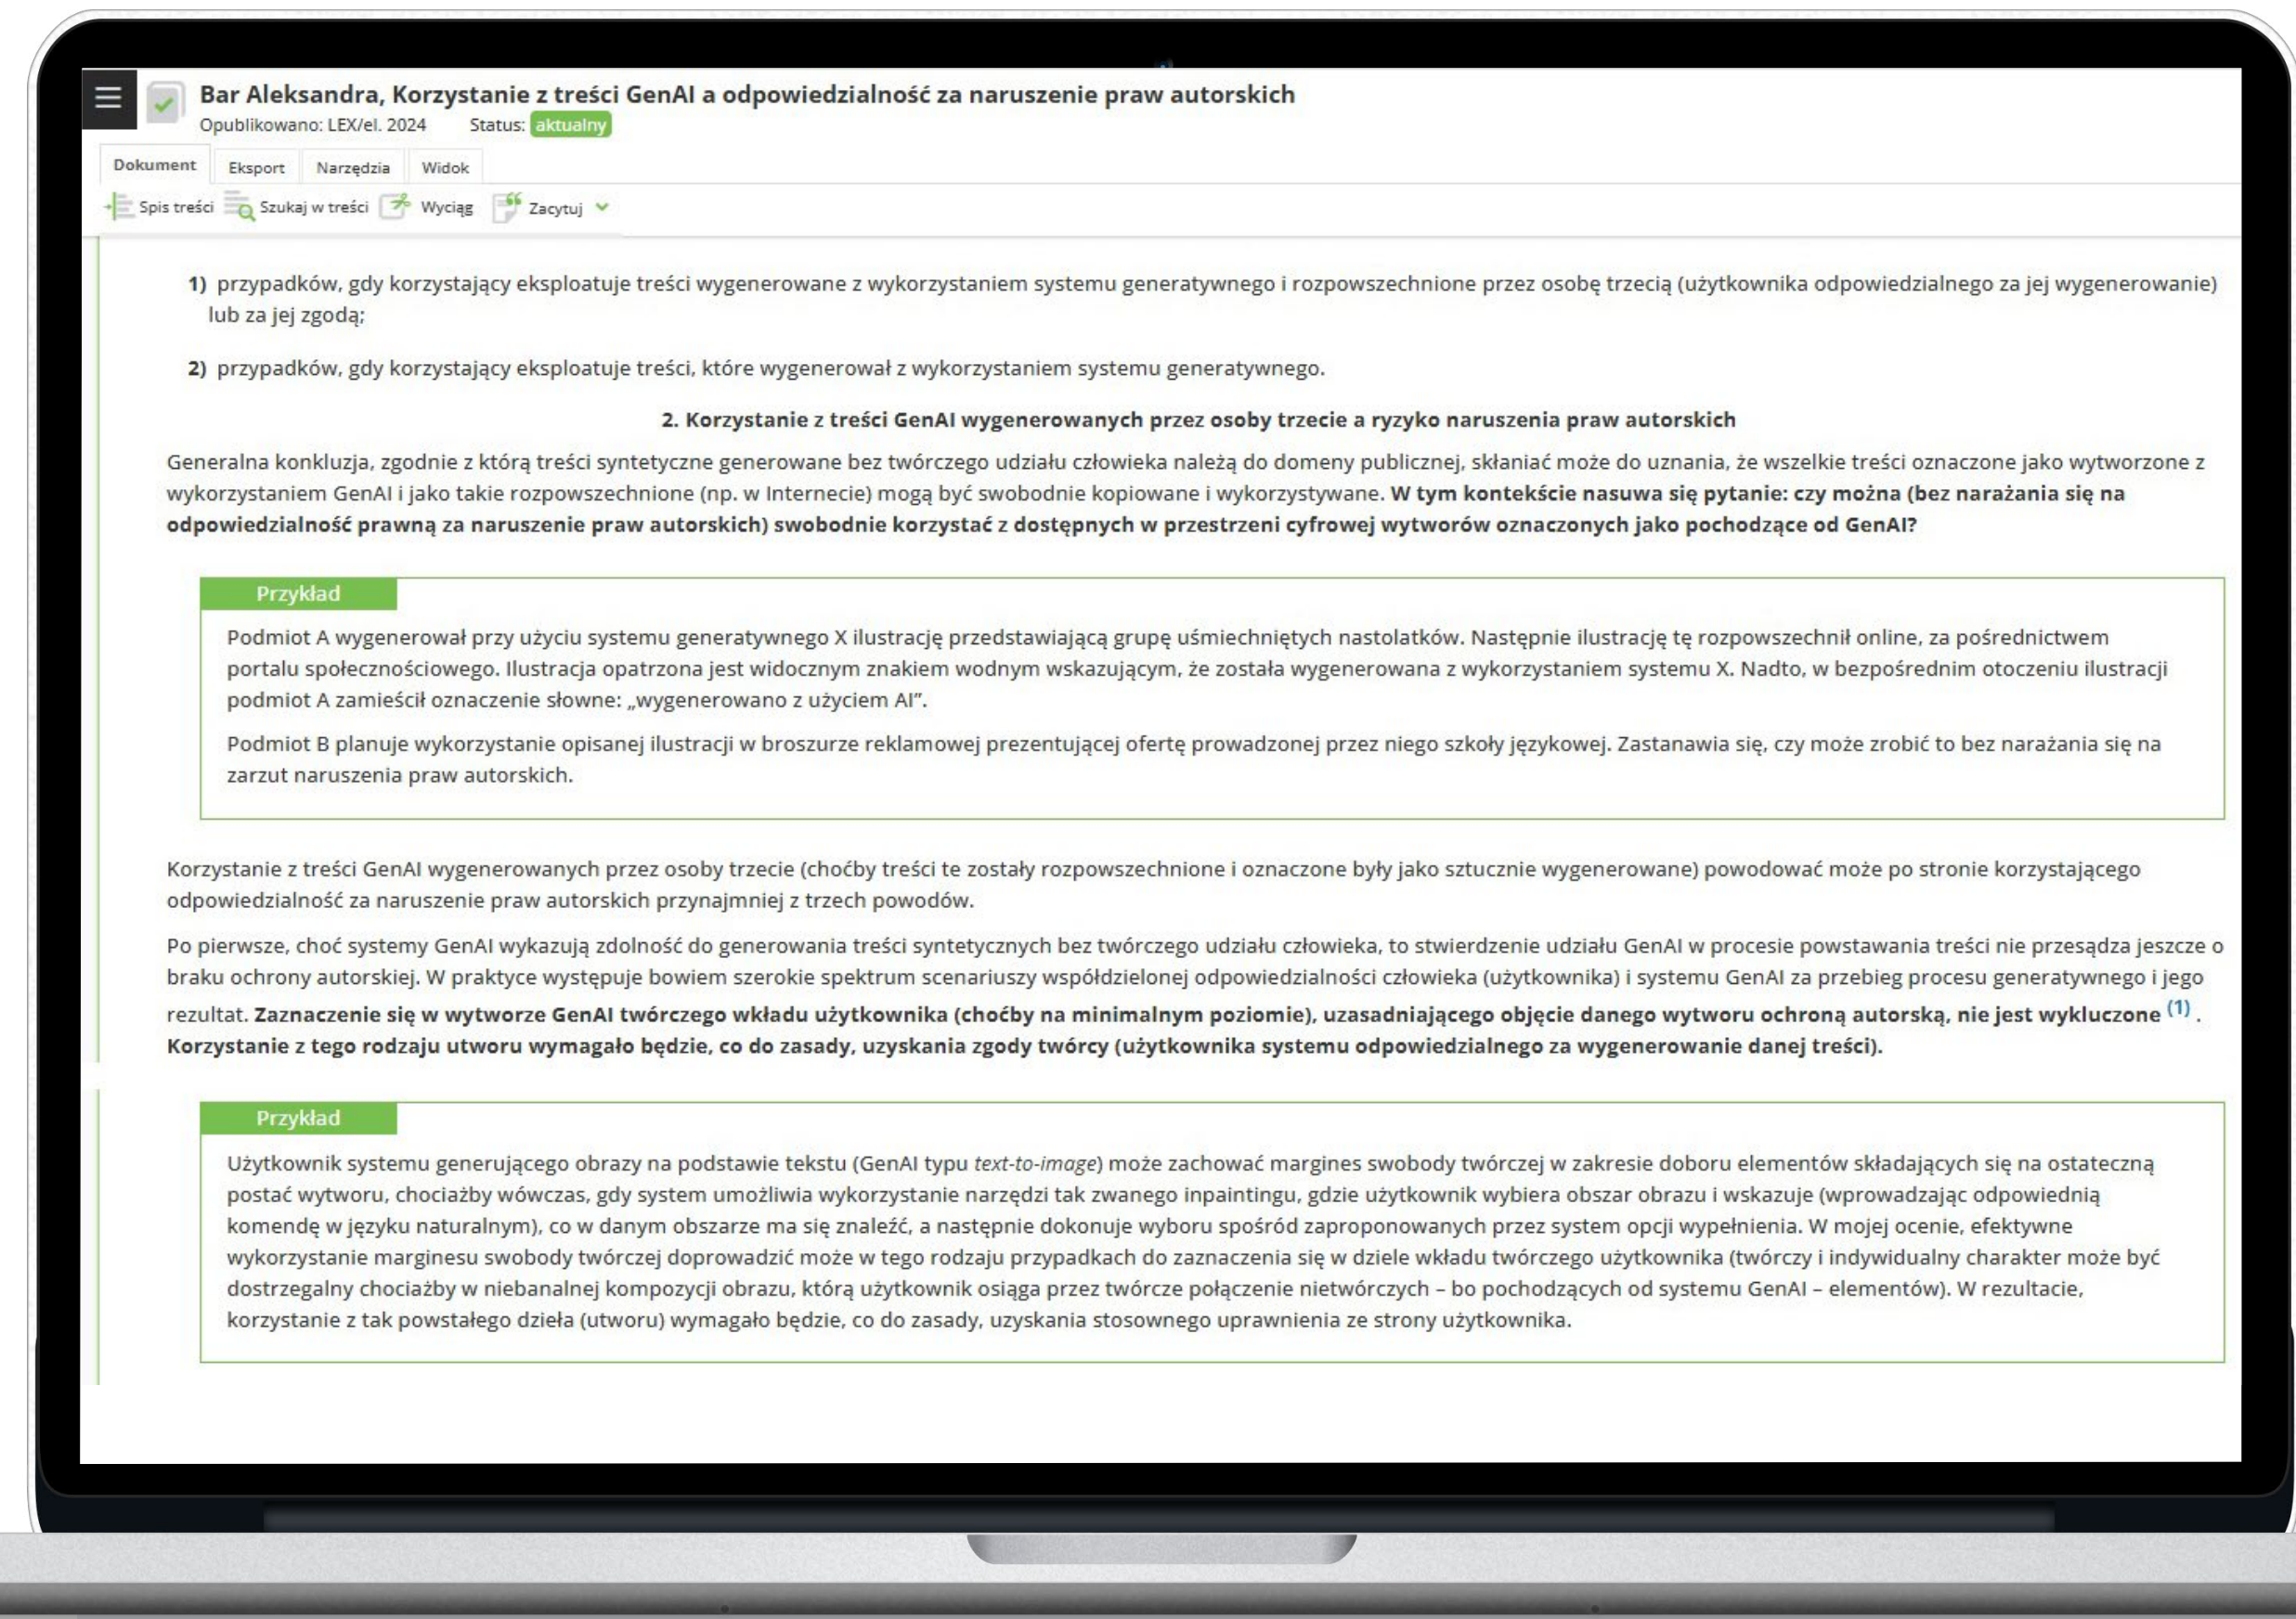 Bar Aleksandra, Korzystanie z treści GenAI a odpowiedzialność za naruszenie praw autorskich
Opublikowano: LEX/el. 2024 Status: aktualny
Dokument Eksport Narzędzia Widok
Spis treści Szukaj w treści Wyciąg Zacytuj
1) przypadków, gdy korzystający eksploatuje treści wygenerowane z wykorzystaniem systemu generatywnego i rozpowszechnione przez osobę trzecią (użytkownika odpowiedzialnego za jej wygenerowanie)
lub za jej zgodą;
2) przypadków, gdy korzystający eksploatuje treści, które wygenerował z wykorzystaniem systemu generatywnego.
2. Korzystanie z treści GenAI wygenerowanych przez osoby trzecie a ryzyko naruszenia praw autorskich
Generalna konkluzja, zgodnie z którą treści syntetyczne generowane bez twórczego udziału człowieka należą do domeny publicznej, skłaniać może do uznania, że wszelkie treści oznaczone jako wytworzone z
wykorzystaniem GenAI i jako takie rozpowszechnione (np. w Internecie) mogą być swobodnie kopiowane i wykorzystywane. W tym kontekście nasuwa się pytanie: czy można (bez narażania się na
odpowiedzialność prawną za naruszenie praw autorskich) swobodnie korzystać z dostępnych w przestrzeni cyfrowej wytworów oznaczonych jako pochodzące od GenAI?
Przykład
Podmiot A wygenerował przy użyciu systemu generatywnego X ilustrację przedstawiającą grupę uśmiechniętych nastolatków. Następnie ilustrację tę rozpowszechnił online, za pośrednictwem
portalu społecznościowego. Ilustracja opatrzona jest widocznym znakiem wodnym wskazującym, że została wygenerowana z wykorzystaniem systemu X. Nadto, w bezpośrednim otoczeniu ilustracji
podmiot A zamieścił oznaczenie słowne: „wygenerowano z użyciem AI”.
Podmiot B planuje wykorzystanie opisanej ilustracji w broszurze reklamowej prezentującej ofertę prowadzonej przez niego szkoły językowej. Zastanawia się, czy może zrobić to bez narażania się na
zarzut naruszenia praw autorskich.
Korzystanie z treści GenAI wygenerowanych przez osoby trzecie (choćby treści te zostały rozpowszechnione i oznaczone były jako sztucznie wygenerowane) powodować może po stronie korzystającego
odpowiedzialność za naruszenie praw autorskich przynajmniej z trzech powodów.
Po pierwsze, choć systemy GenAI wykazują zdolność do generowania treści syntetycznych bez twórczego udziału człowieka, to stwierdzenie udziału GenAI w procesie powstawania treści nie przesądza jeszcze o
braku ochrony autorskiej. W praktyce występuje bowiem szerokie spektrum scenariuszy współdzielonej odpowiedzialności człowieka (użytkownika) i systemu GenAI za przebieg procesu generatywnego i jego
rezultat. Zaznaczenie się w wytworze GenAI twórczego wkładu użytkownika (choćby na minimalnym poziomie), uzasadniającego objęcie danego wytworu ochroną autorską, nie jest wykluczone (1) .
Korzystanie z tego rodzaju utworu wymagało będzie, co do zasady, uzyskania zgody twórcy (użytkownika systemu odpowiedzialnego za wygenerowanie danej treści).
Przykład
Użytkownik systemu generującego obrazy na podstawie tekstu (GenAI typu text-to-image) może zachować margines swobody twórczej w zakresie doboru elementów składających się na ostateczną
postać wytworu, chociażby wówczas, gdy system umożliwia wykorzystanie narzędzi tak zwanego inpaintingu, gdzie użytkownik wybiera obszar obrazu i wskazuje (wprowadzając odpowiednią
komendę w języku naturalnym), co w danym obszarze ma się znaleźć, a następnie dokonuje wyboru spośród zaproponowanych przez system opcji wypełnienia. W mojej ocenie, efektywne
wykorzystanie marginesu swobody twórczej doprowadzić może w tego rodzaju przypadkach do zaznaczenia się w dziele wkładu twórczego użytkownika (twórczy i indywidualny charakter może być
dostrzegalny chociażby w niebanalnej kompozycji obrazu, którą użytkownik osiąga przez twórcze połączenie nietwórczych – bo pochodzących od systemu GenAI – elementów). W rezultacie,
korzystanie z tak powstałego dzieła (utworu) wymagało będzie, co do zasady, uzyskania stosownego uprawnienia ze strony użytkownika.